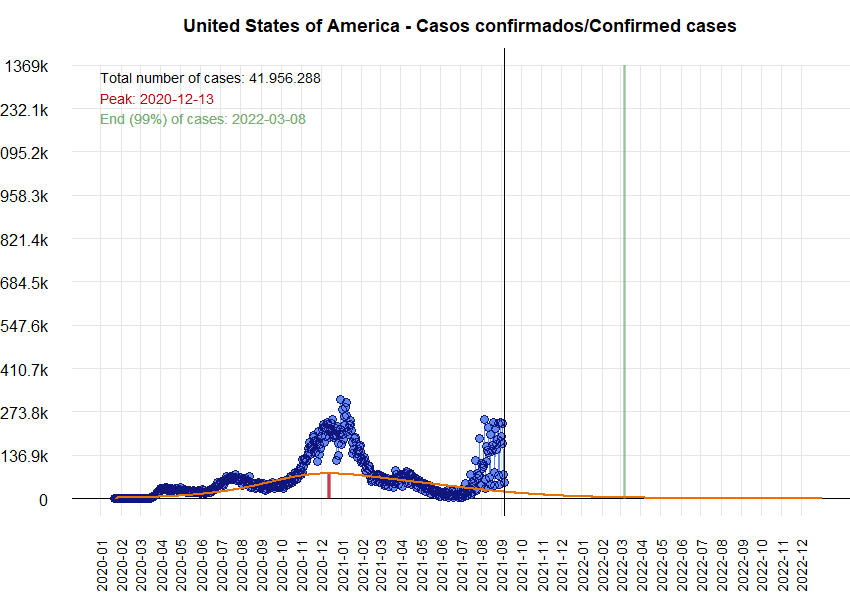 United States of America - Casos confirmados/Confirmed cases
1369k
Total number of cases: 41.956.288
Peak: 2020-12-13
232.1k
End (99%) of cases: 2022-03-08
095.2k
958.3k
821.4k
684.5k
547.6k
410.7k
273.8k
136.9k
0
2020-01
2020-02
2020-03
2020-04
2020-05
2020-06
2020-07
2020-08
2020-09
2020-10
2020-11
2020-12
2021-01
2021-02
2021-03
2021-04
2021-05
2021-06
2021-07
2021-08
2021-09
2021-10
2021-11
2021-12
2022-01
2022-02
2022-03
2022-04
2022-05
2022-06
2022-07
2022-08
2022-09
2022-10
2022-11
2022-12